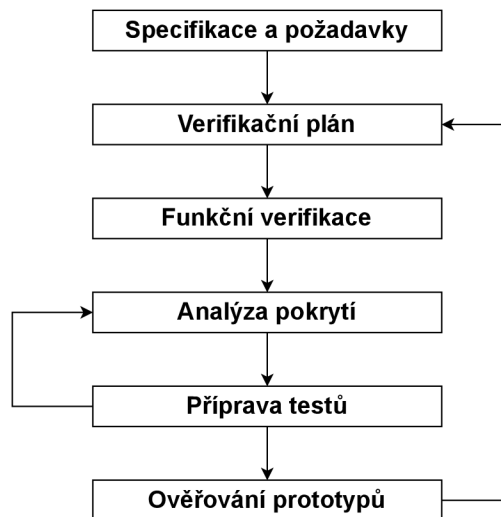 Specifikace a požadavky
Verifikační plán
Funkční verifikace
Analýza pokrytí
Příprava testů
Ověřování prototypů